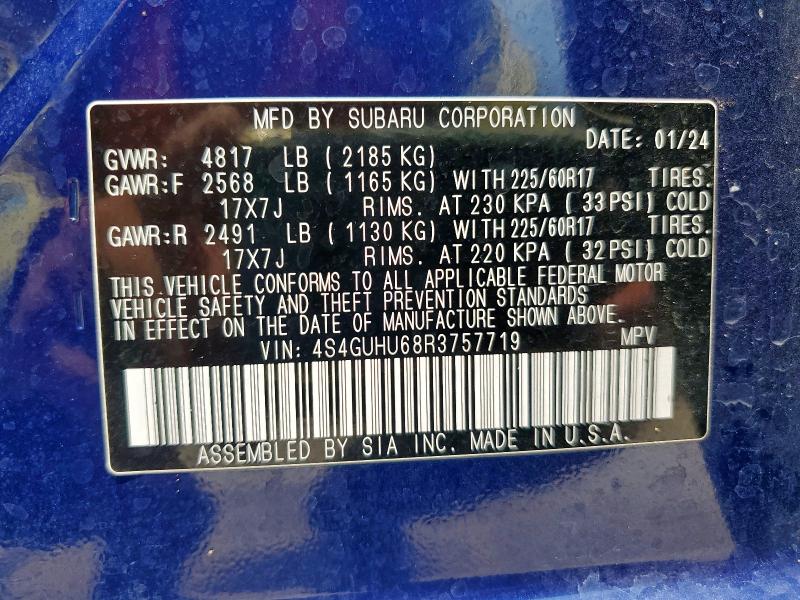 MFD BY SUBARU CORPORATION
DATE: 01/24
GVWR: 4817 LB ( 2185 KG)
GAWR:F 2568 LB ( 1165 KG) WITH 225/60R17 TIRES.
17X7J RIMS. AT 230 KPA ( 33 PSI) COLD
GAWR:R 2491 LB ( 1130 KG) WITH 225/60R17 TIRES.
17X7J RIMS. AT 220 KPA ( 32 PSI) COLD
THIS VEHICLE CONFORMS TO ALL APPLICABLE FEDERAL MOTOR
VEHICLE SAFETY AND THEFT PREVENTION STANDARDS
IN EFFECT ON THE DATE OF MANUFACTURE SHOWN ABOVE.
VIN: 4S4GUHU68R3757719 MPV
ASSEMBLED BY SIA INC. MADE IN U.S.A.